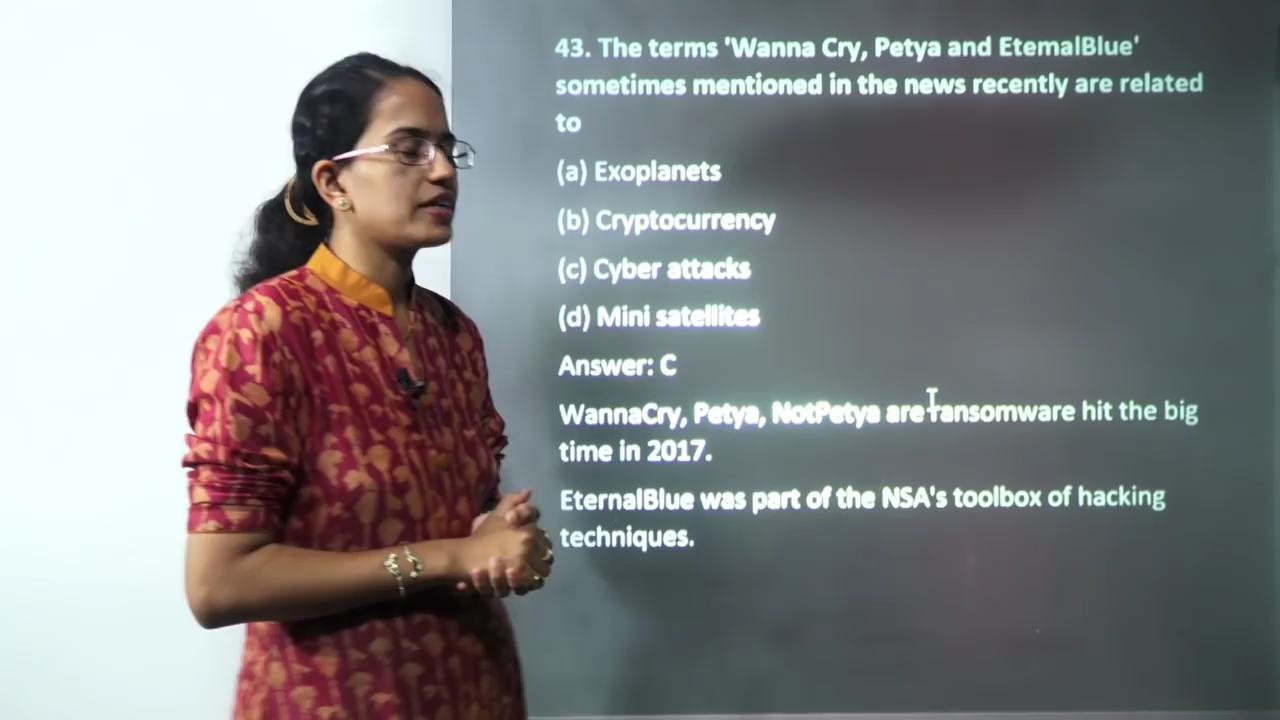 43. The terms 'Wanna Cry, Petya and EtemalBlue'
sometimes mentioned in the news recently are related
to
(a) Exoplanets
(b) Cryptocurrency
(c) Cyber attacks
(d) Mini satellites
Answer: C
WannaCry, Petya, NotPetya are ransomware hit the big
time in 2017.
EternalBlue was part of the NSA's toolbox of hacking
techniques.